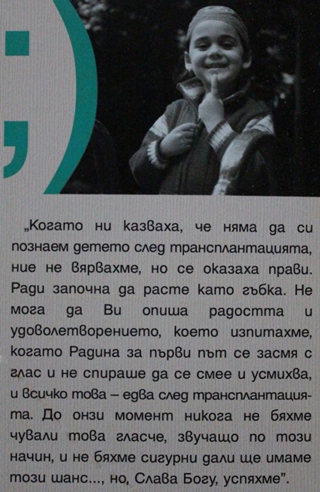 ;)
„Когато ни казваха, че няма да си
познаем детето след трансплантацията,
ние не вярвахме, но се оказаха прави.
Ради започна да расте като гъбка. Не
мога да Ви опиша радостта и
удоволетворението, което изпитахме,
когато Радина за първи път се засмя с
глас и не спираше да се смее и усмихва,
и всичко това – едва след трансплантация-
та. До онзи момент никога не бяхме
чували това гласче, звучащо по този
начин, и не бяхме сигурни дали ще имаме
този шанс..., но, Слава Богу, успяхме”.